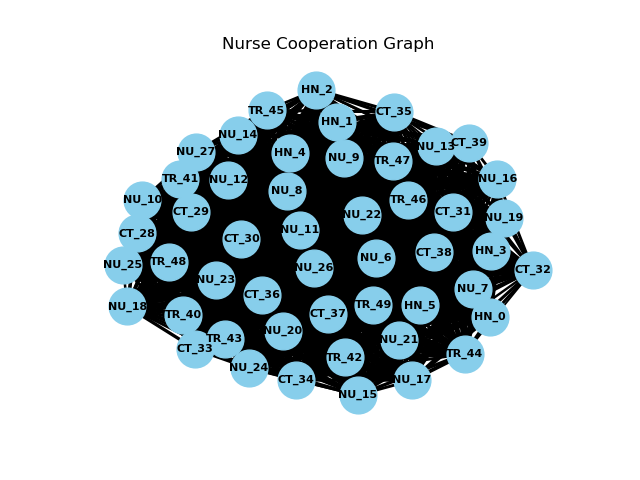 Nurse Cooperation Graph
HN_2
TR_45
CT_35
HN_1
NU_14
CT_39
NU_13
NU_27
HN_4
NU_9
TR_47
TR_41
NU_12
NU_16
NU_8
NU_10
TR_46
CT_29
CT_31
NU_22
NU_19
NU_11
CT_28
CT_30
HN_3
CT_38
NU_6
TR_48
NU_25
NU_26
CT_32
NU_23
NU_7
CT_36
NU_18
TR_49
HN_5
CT_37
TR_40
HN_0
NU_20
TR_43
NU_21
CT_33
TR_42
TR_44
NU_24
CT_34
NU_17
NU_15